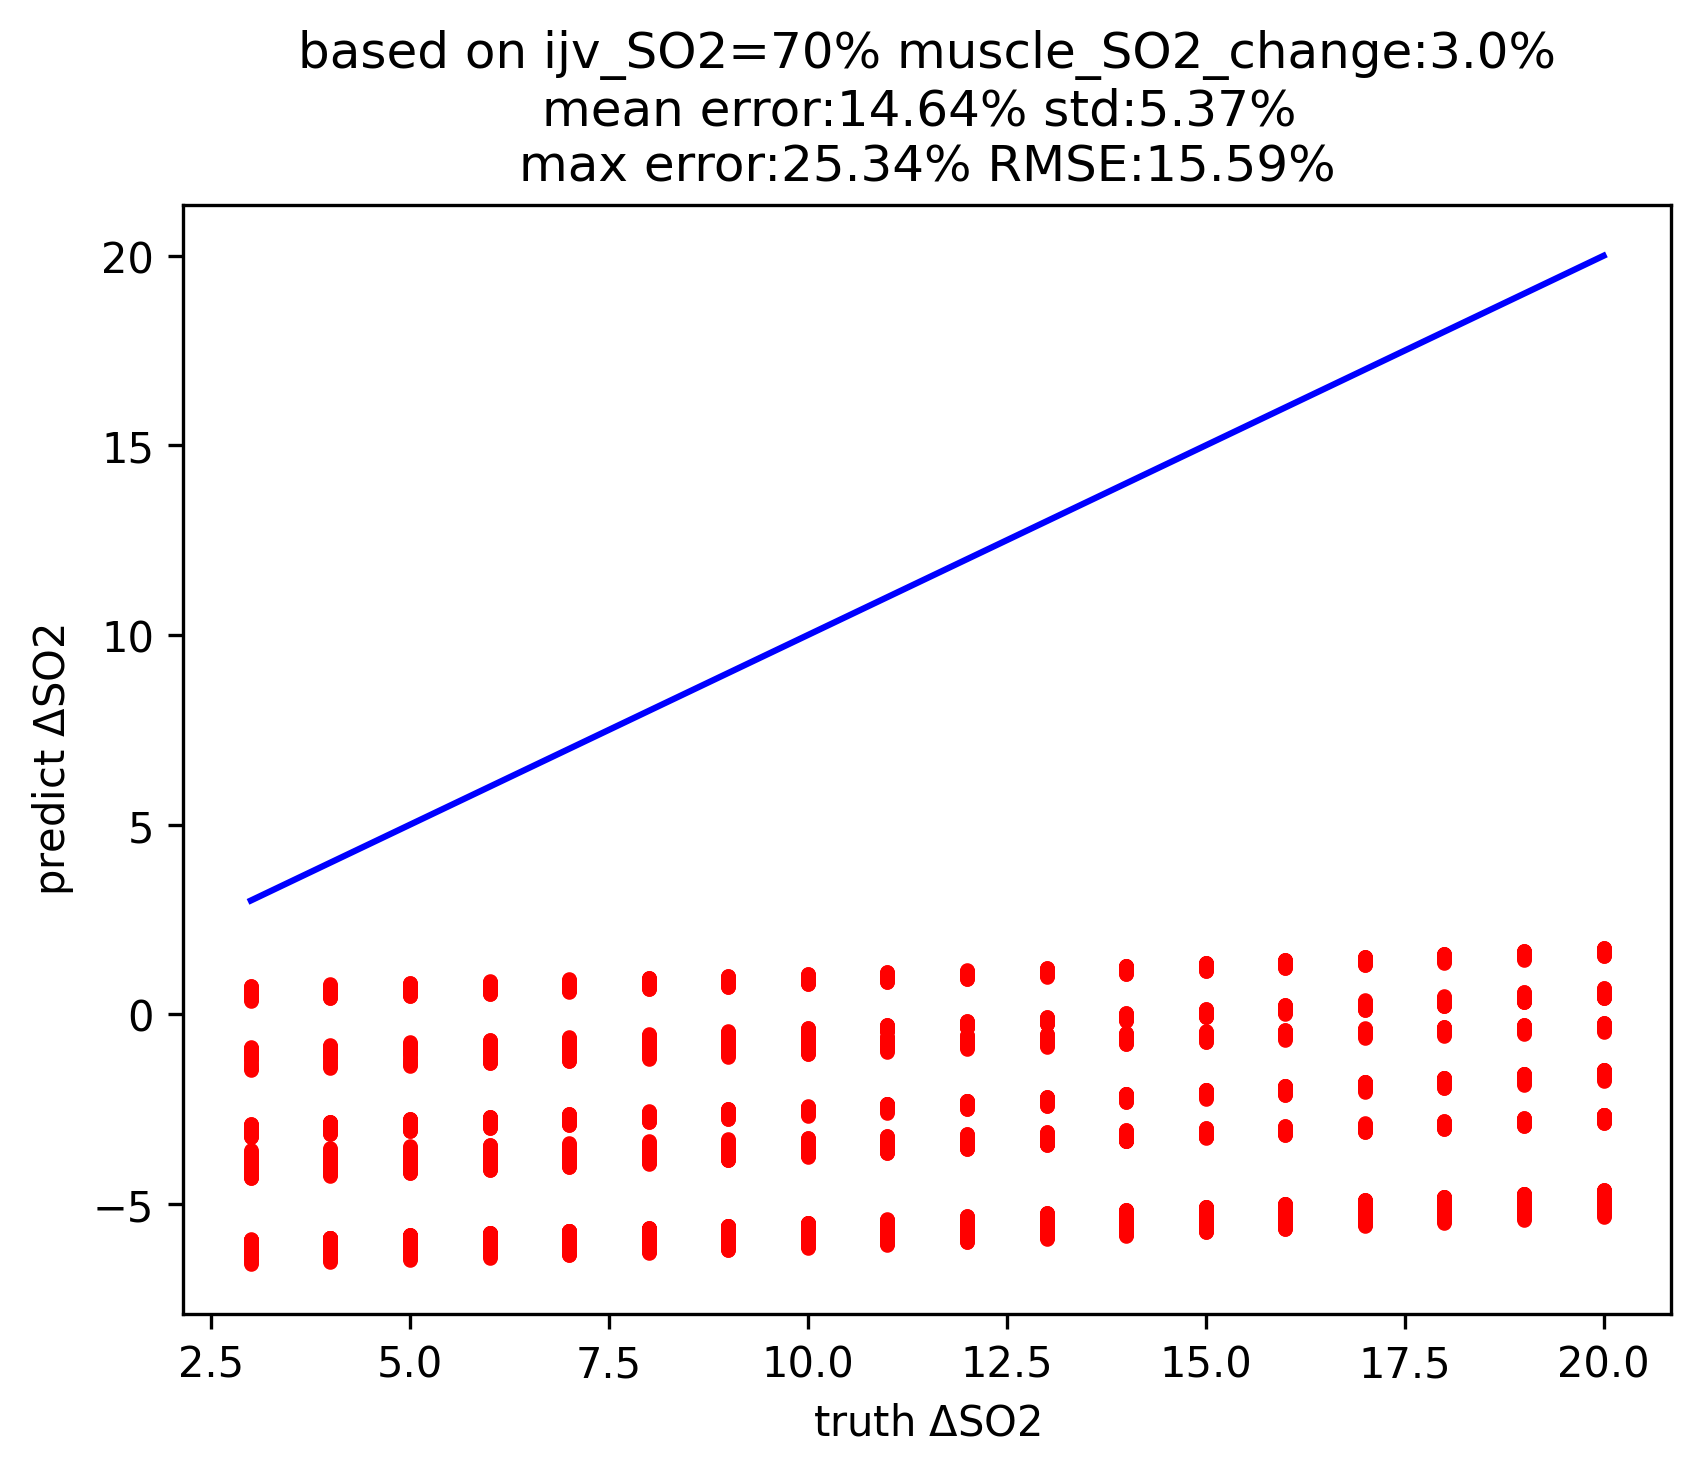 based on ijv_SO2=70% muscle_SO2_change:3.0%
mean error:14.64% std:5.37%
max error:25.34% RMSE:15.59%
20
15
10
5
0
−5
predict ΔSO2
2.5
5.0
7.5
10.0
12.5
15.0
17.5
20.0
truth ΔSO2